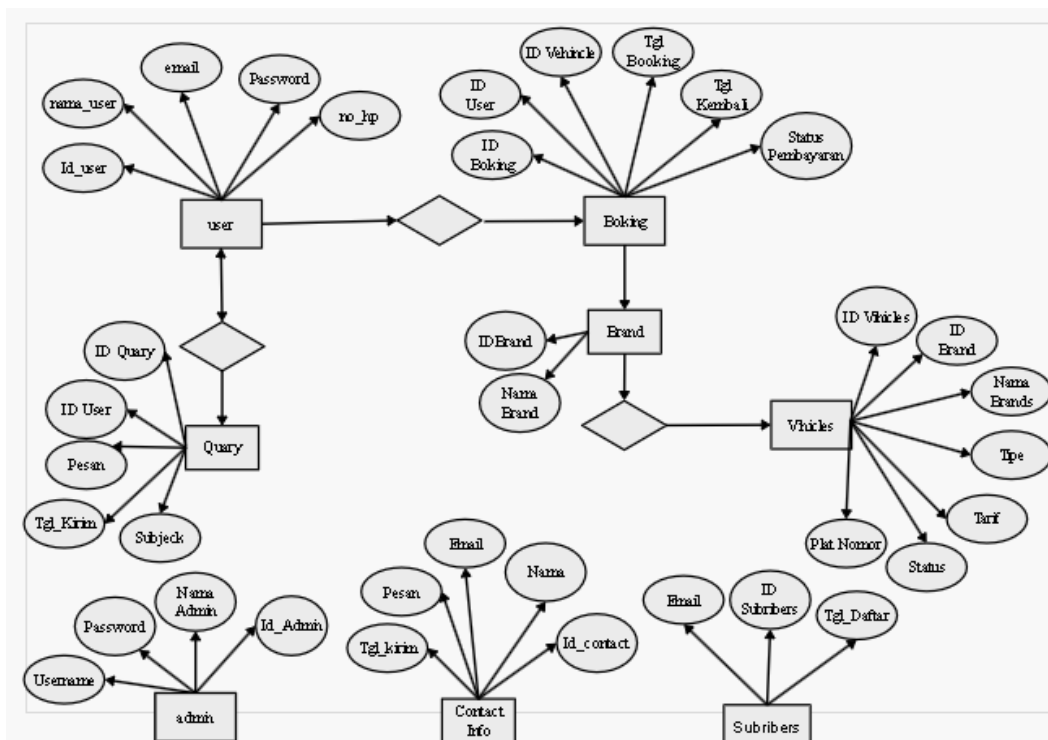 email
Password
nama_user
no_hp
Id_user
user
ID Vehincle
Tgl
Booking
ID
User
Tgl
Kembali
ID
Boking
Status
Pembayaran
Boking
ID Quary
ID User
Pesan
Tgl_Kirim
Subjeck
Quary
IDBrand
Nama
Brand
Brand
ID Vihicles
ID
Brand
Nama
Brands
Tipe
Tarif
Status
Plat Nomor
Vhicles
Nama
Admin
Password
Id_Admin
Username
admin
Email
Pesan
Nama
Tgl_kirim
Id_contact
Contact
Info
Email
ID
Subribers
Tgl_Daftar
Subribers